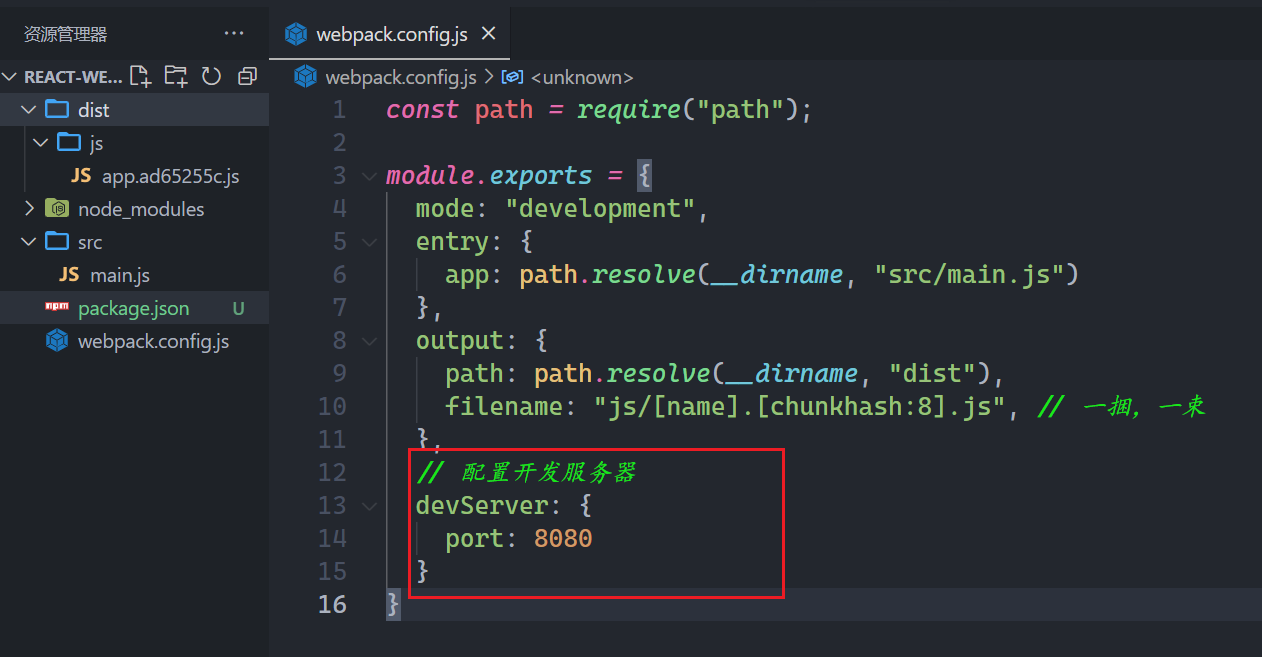 资源管理器 ···
webpack.config.js
REACT-WE...
webpack.config.js > <unknown>
dist
js
JS app.ad65255c.js
node_modules
src
JS main.js
npm package.json U
webpack.config.js
1 const path = require("path");
2
3 module.exports = {
4 mode: "development",
5 entry: {
6 app: path.resolve(__dirname, "src/main.js")
7 },
8 output: {
9 path: path.resolve(__dirname, "dist"),
10 filename: "js/[name].[chunkhash:8].js", // 一捆，一束
11 },
12 // 配置开发服务器
13 devServer: {
14 port: 8080
15 }
16 }